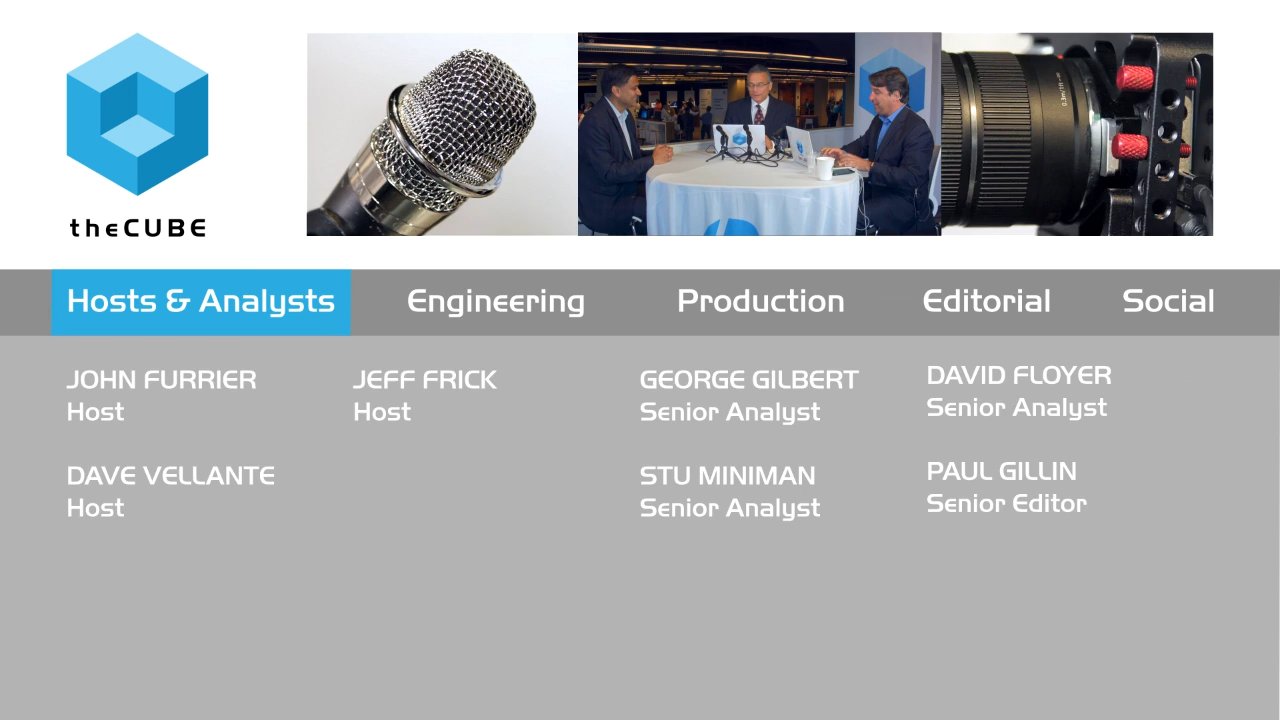 theCUBE
Hosts & Analysts Engineering Production Editorial Social
JOHN FURRIER
Host
DAVE VELLANTE
Host
JEFF FRICK
Host
GEORGE GILBERT
Senior Analyst
STU MINIMAN
Senior Analyst
DAVID FLOYER
Senior Analyst
PAUL GILLIN
Senior Editor